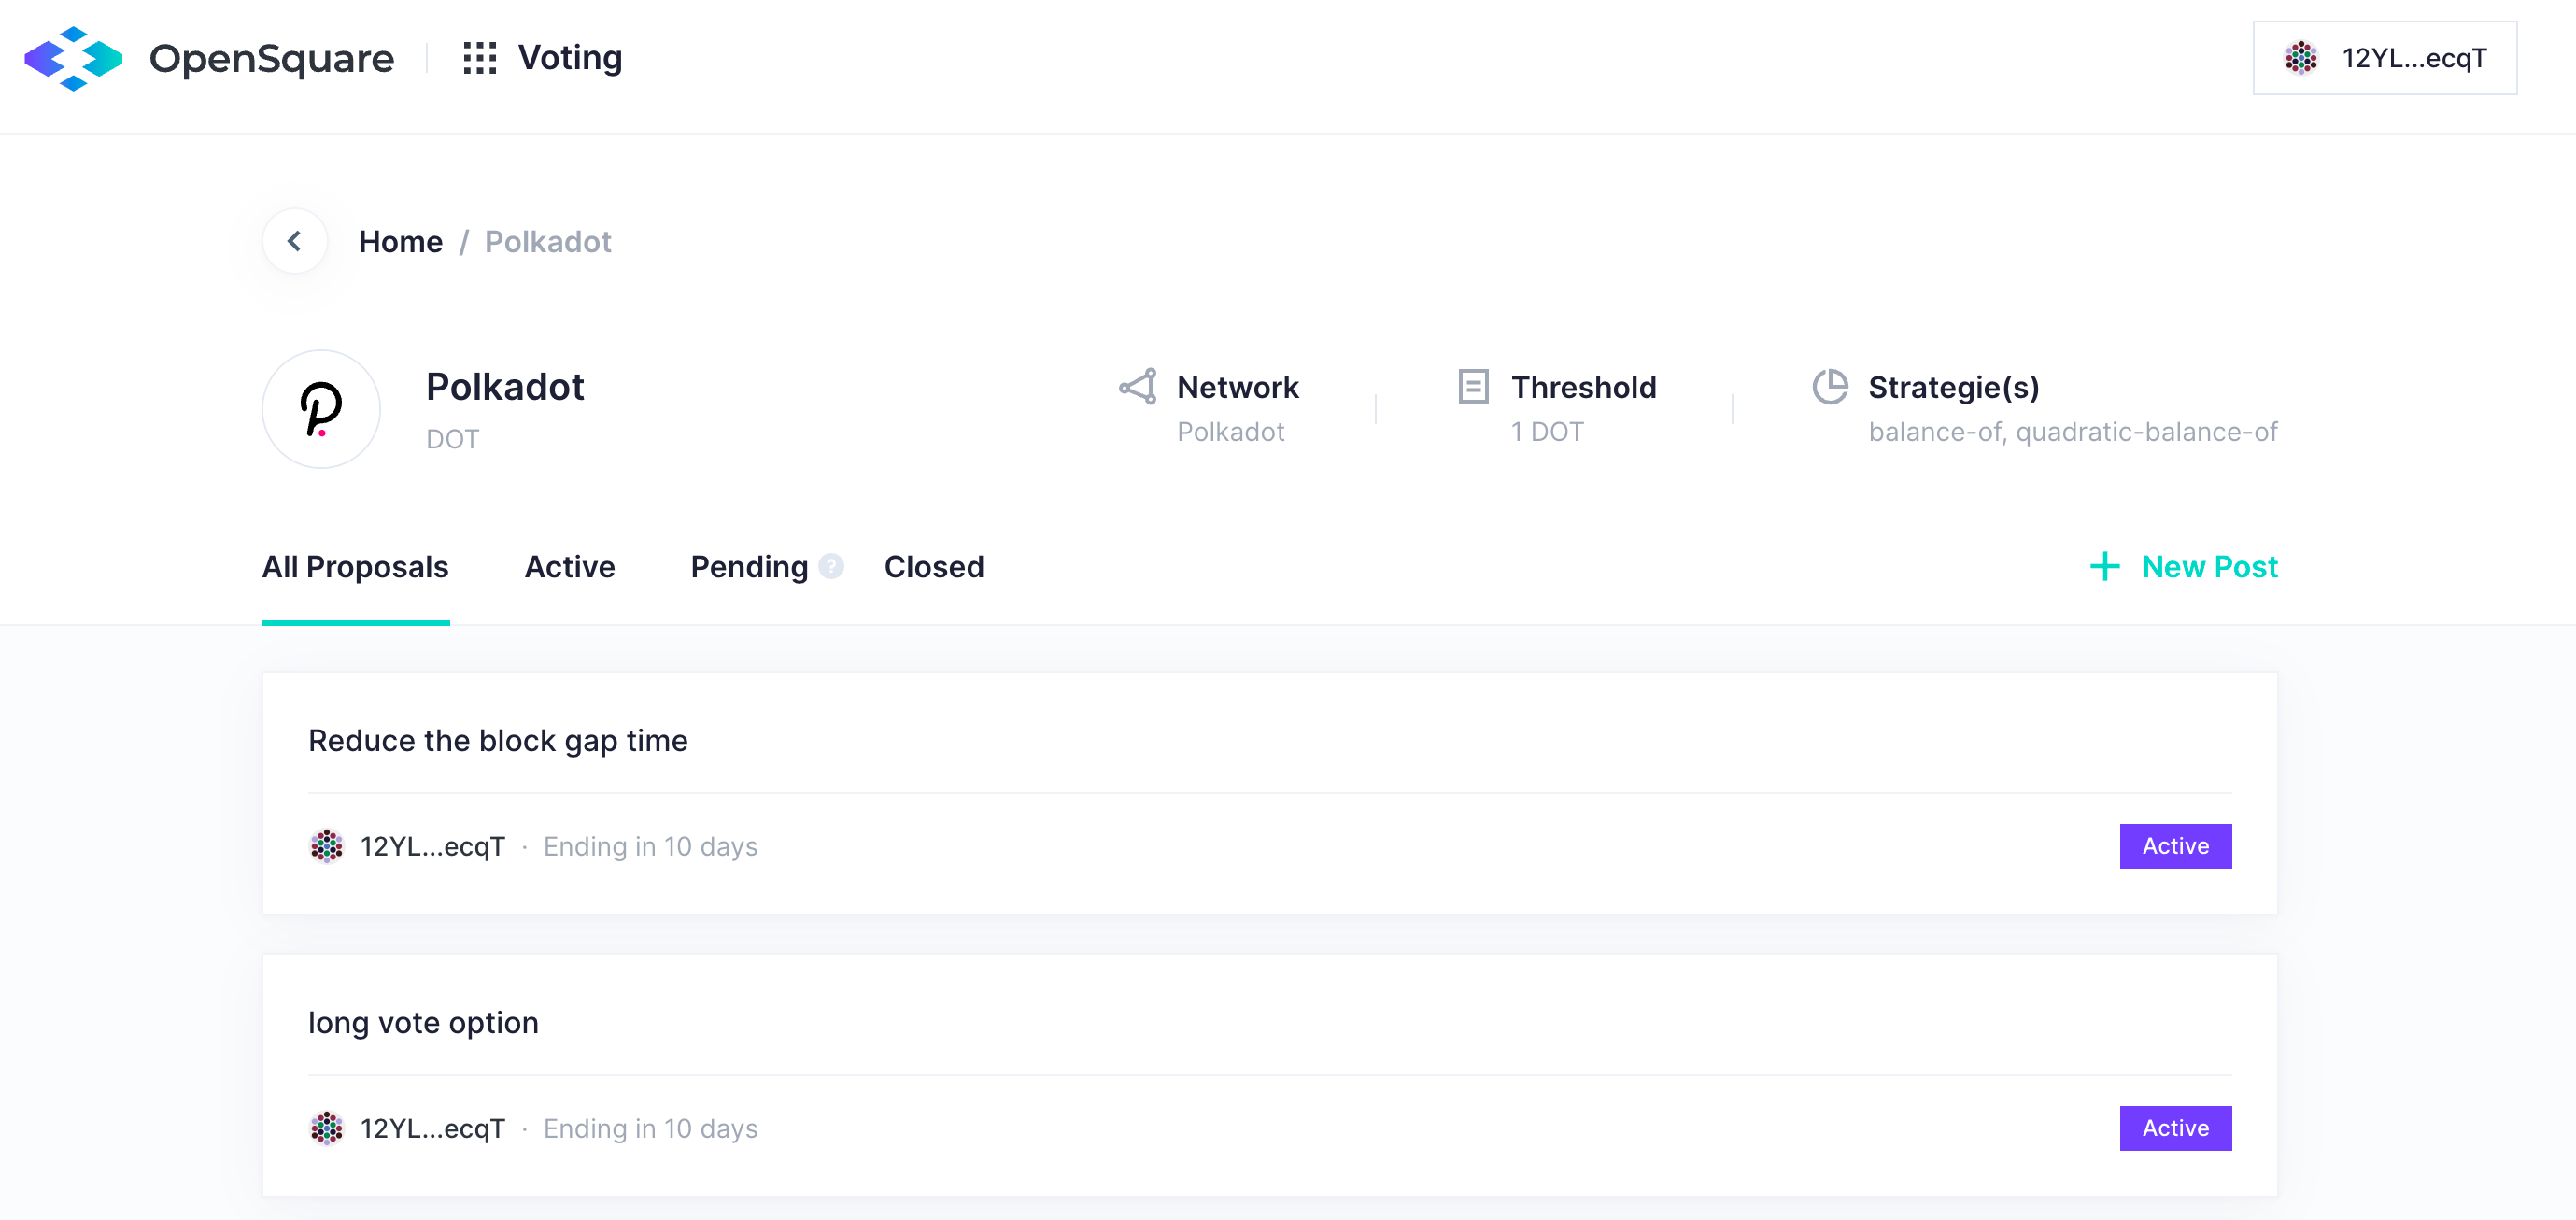 OpenSquare Voting 12YL...ecqT
Home / Polkadot
Polkadot
DOT
Network
Polkadot
Threshold
1 DOT
Strategie(s)
balance-of, quadratic-balance-of
All Proposals Active Pending ? Closed + New Post
Reduce the block gap time
12YL...ecqT · Ending in 10 days Active
long vote option
12YL...ecqT · Ending in 10 days Active